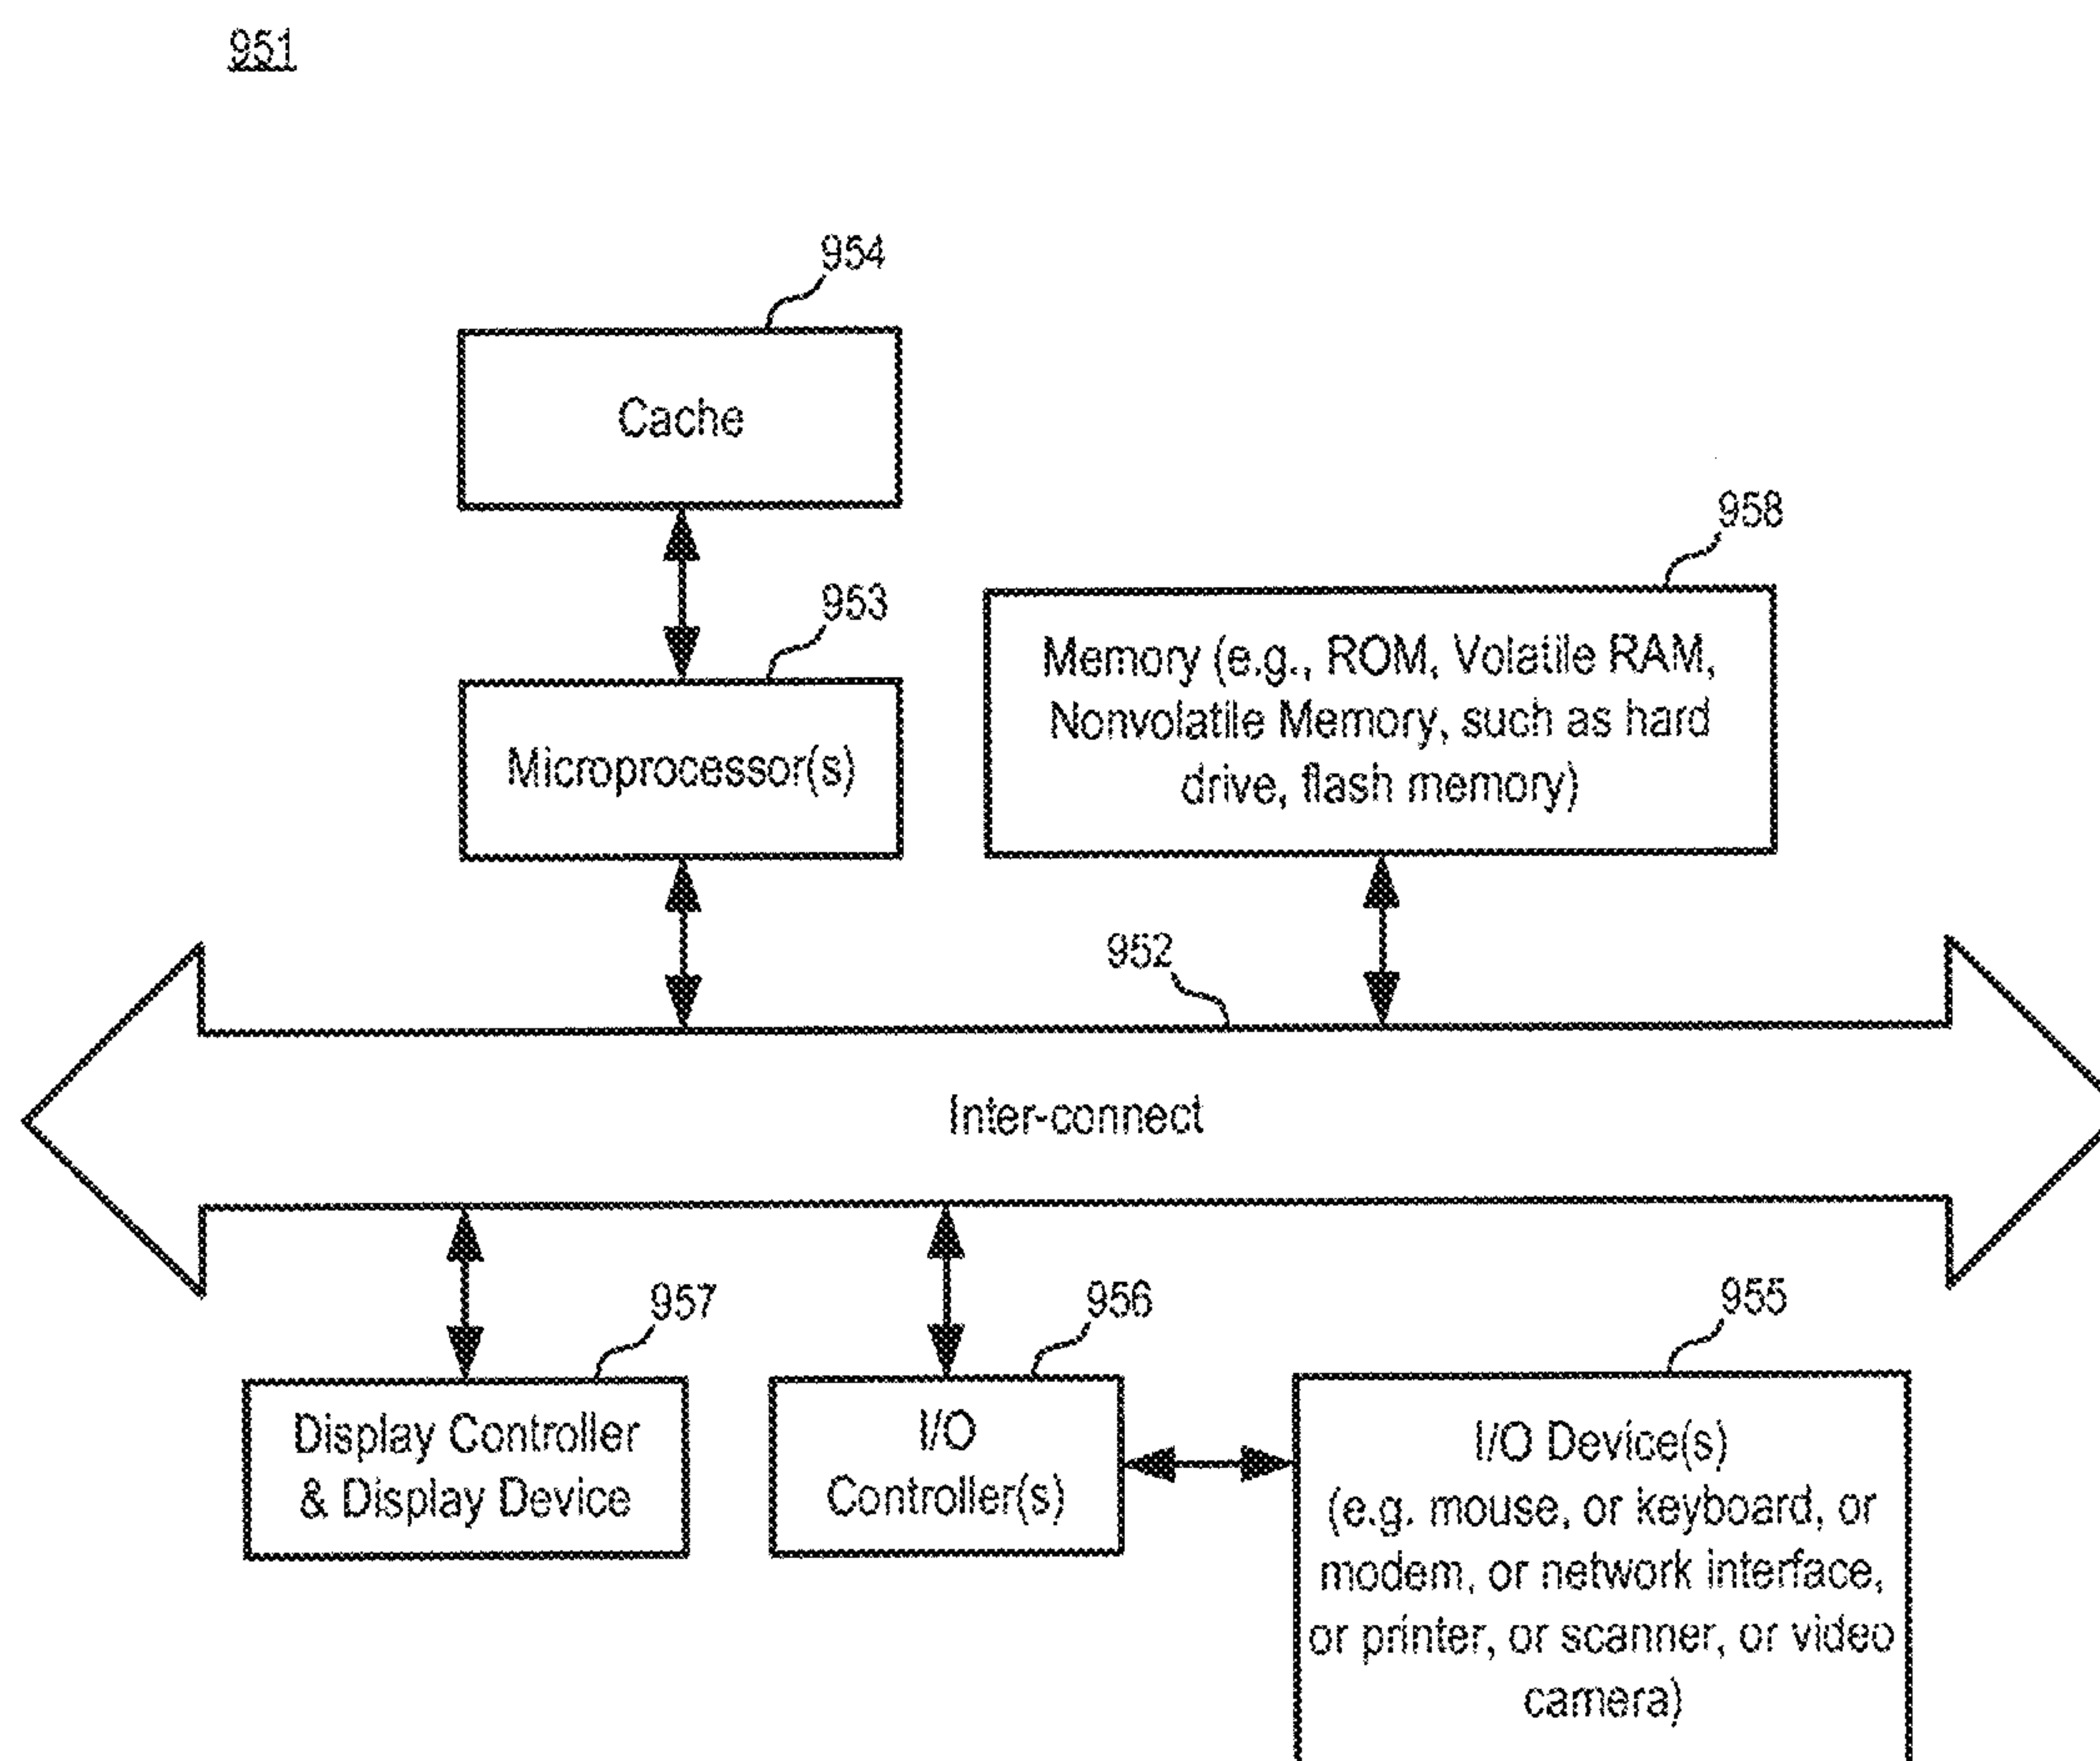 951
954
Cache
958
953
Memory (e.g., ROM, Volatile RAM,
Nonvolatile Memory, such as hard
drive, flash memory)
Microprocessor(s)
952
Inter-connect
957
956
955
Display Controller
& Display Device
I/O
Controller(s)
I/O Device(s)
(e.g. mouse, or keyboard, or
modem, or network interface,
or printer, or scanner, or video
camera)